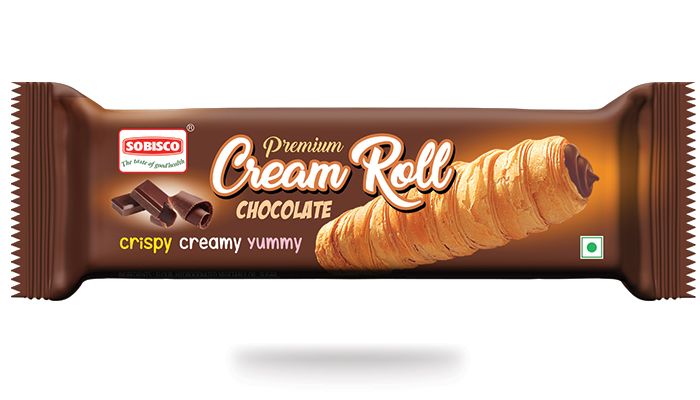 SOBISCO
®
The taste of good health
Premium
Cream Roll
CHOCOLATE
crispy creamy yummy